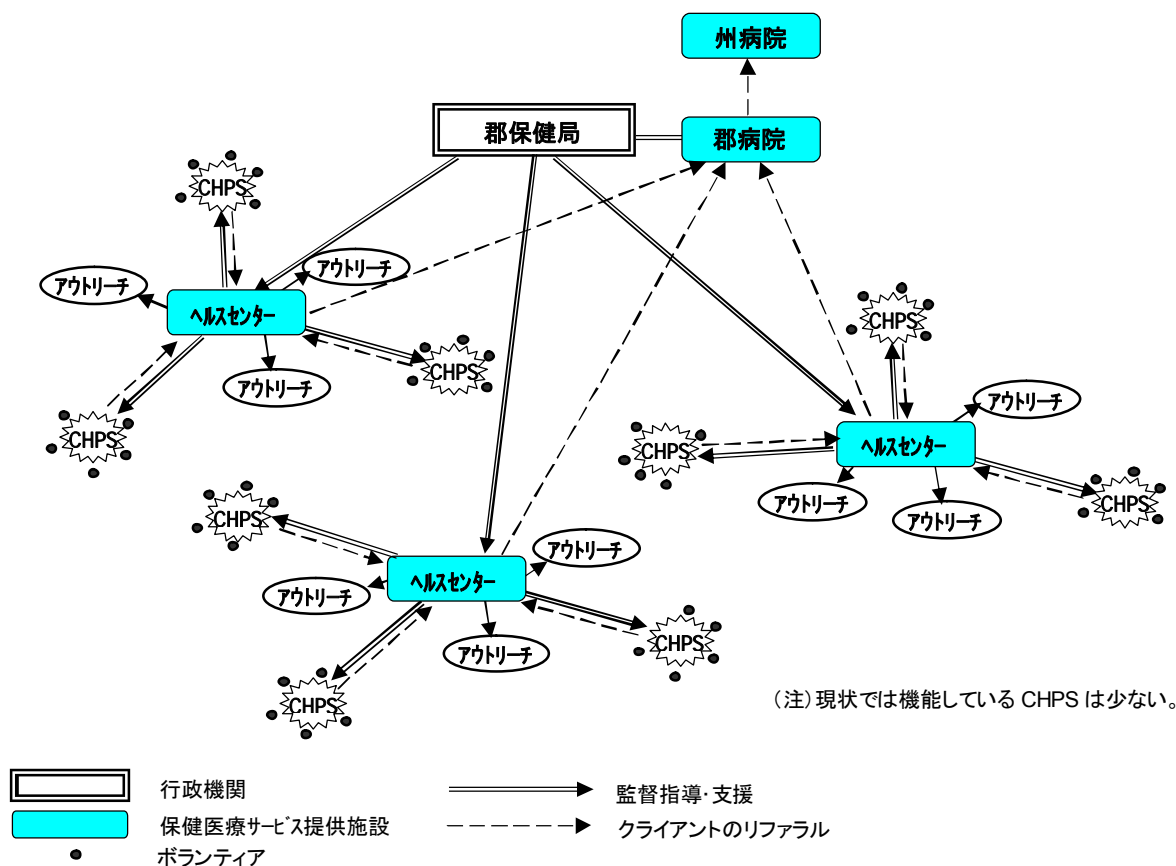 州病院
郡保健局
郡病院
CHPS
アウトリーチ
アウトリーチ
ヘルスセンター
CHPS
アウトリーチ
CHPS
CHPS
アウトリーチ
ヘルスセンター
CHPS
アウトリーチ
CHPS
アウトリーチ
CHPS
アウトリーチ
ヘルスセンター
アウトリーチ
アウトリーチ
CHPS
CHPS
（注）現状では機能している CHPS は少ない。
行政機関
監督指導・支援
保健医療サービス提供施設
クライアントのリファラル
ボランティア